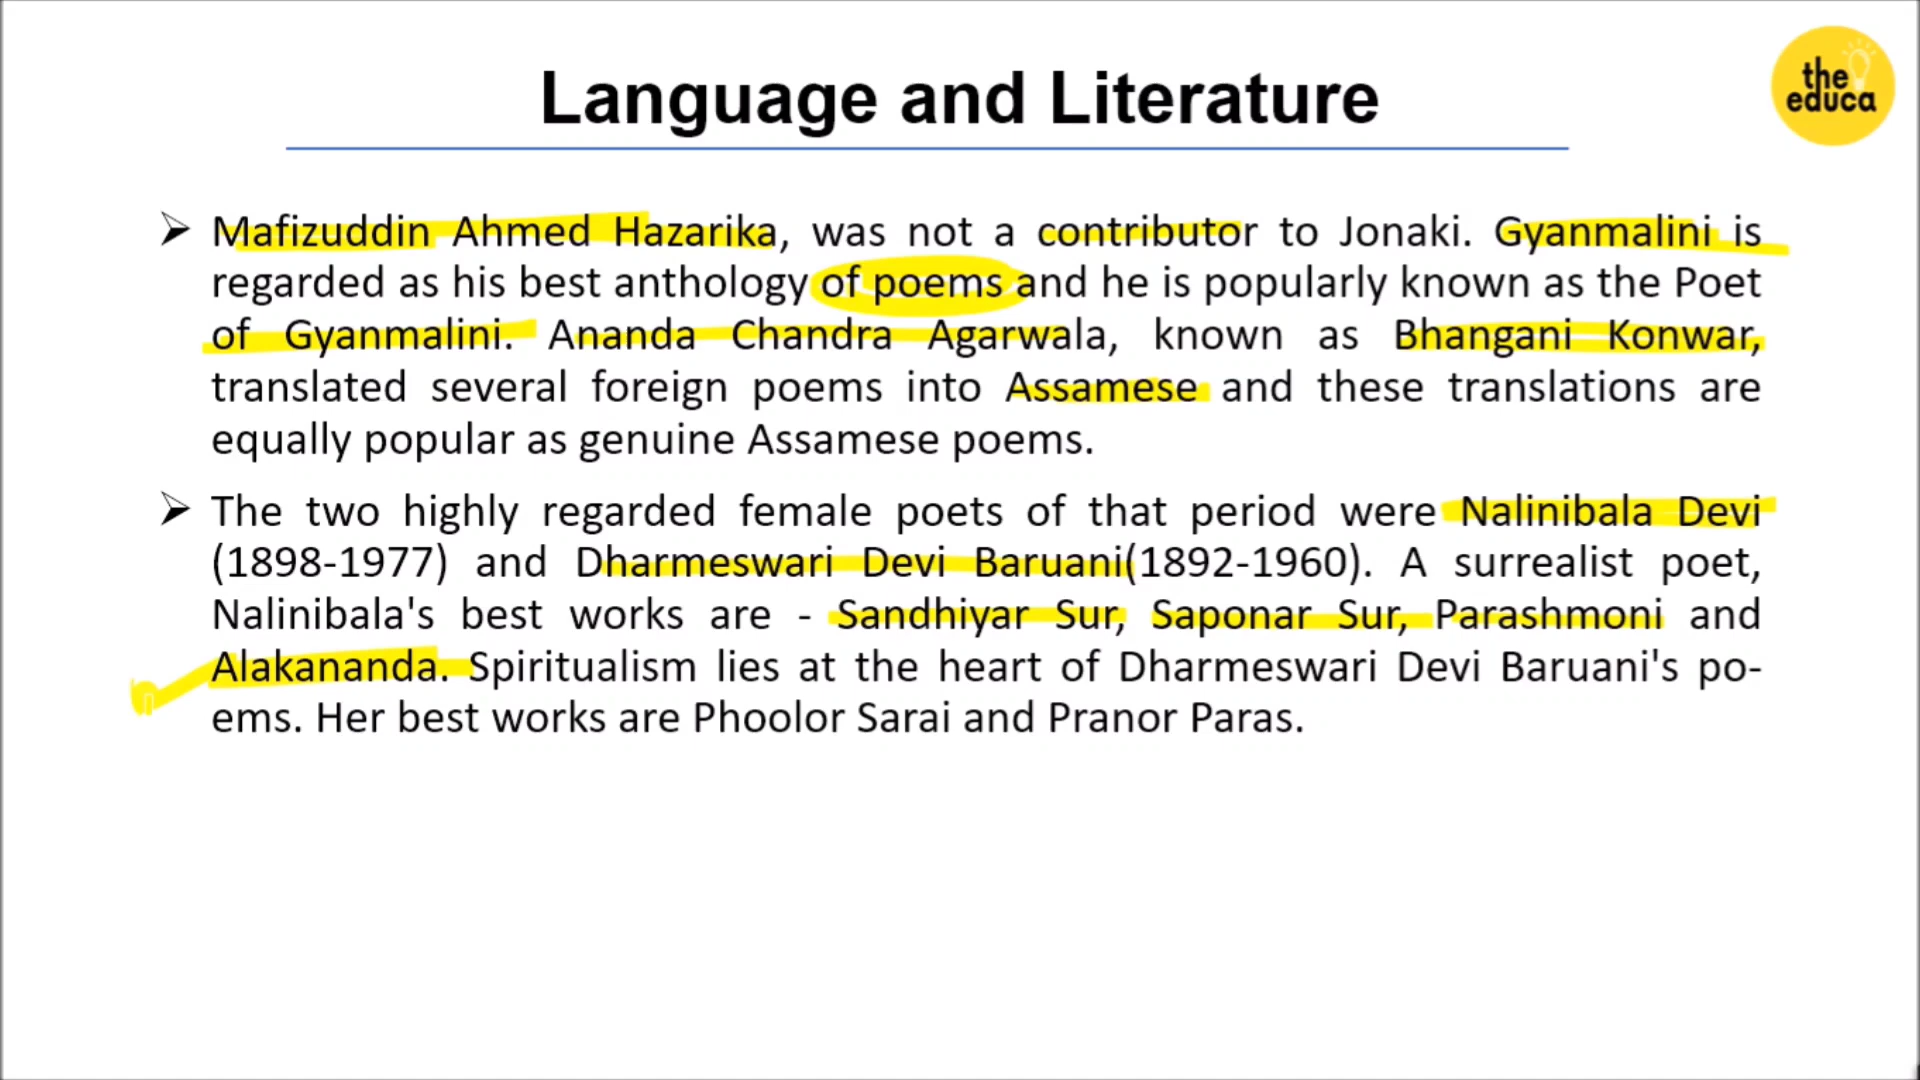 Language and Literature
the
educa
Mafizuddin Ahmed Hazarika, was not a contributor to Jonaki. Gyanmalini is
regarded as his best anthology of poems and he is popularly known as the Poet
of Gyanmalini. Ananda Chandra Agarwala, known as Bhangani Konwar,
translated several foreign poems into Assamese and these translations are
equally popular as genuine Assamese poems.
The two highly regarded female poets of that period were Nalinibala Devi
(1898-1977) and Dharmeswari Devi Baruani(1892-1960). A surrealist poet,
Nalinibala's best works are - Sandhiyar Sur, Saponar Sur, Parashmoni and
Alakananda. Spiritualism lies at the heart of Dharmeswari Devi Baruani's po-
ems. Her best works are Phoolor Sarai and Pranor Paras.